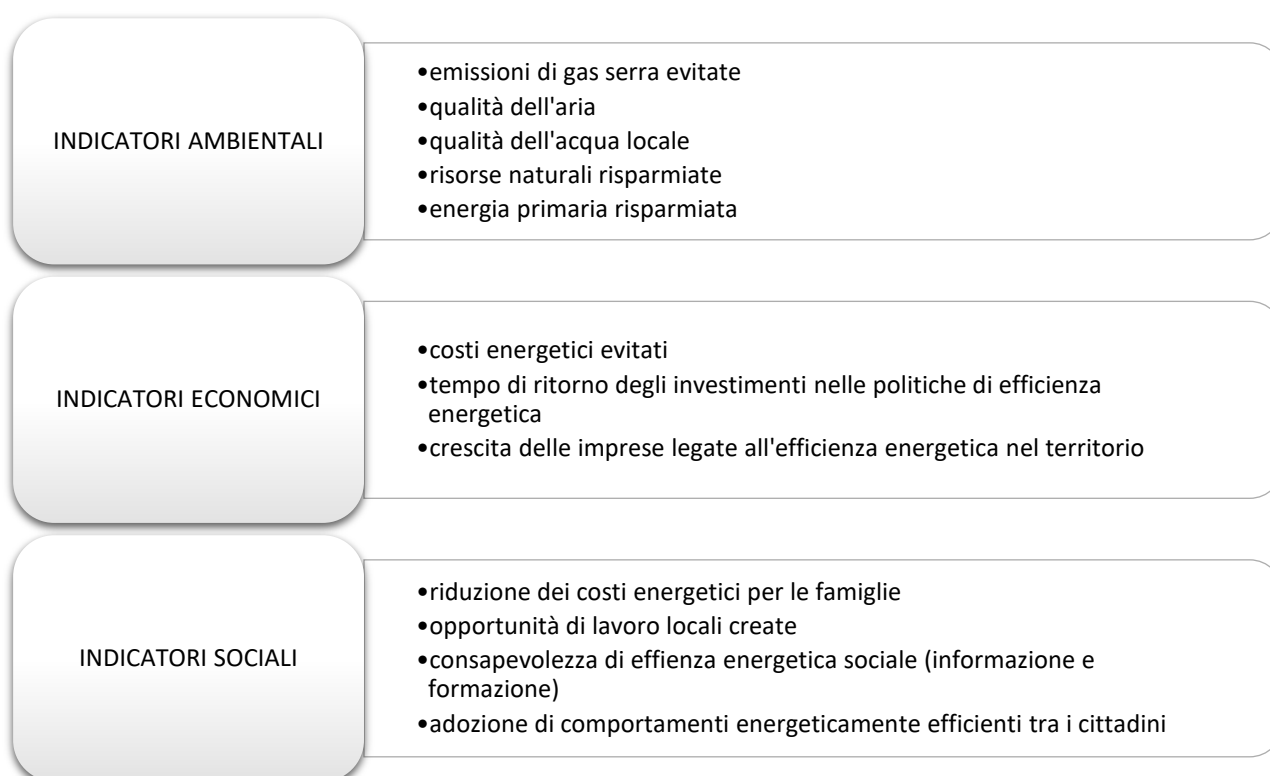 INDICATORI AMBIENTALI
•emissioni di gas serra evitate
•qualità dell'aria
•qualità dell'acqua locale
•risorse naturali risparmiate
•energia primaria risparmiata
INDICATORI ECONOMICI
•costi energetici evitati
•tempo di ritorno degli investimenti nelle politiche di efficienza
energetica
•crescita delle imprese legate all'efficienza energetica nel territorio
INDICATORI SOCIALI
•riduzione dei costi energetici per le famiglie
•opportunità di lavoro locali create
•consapevolezza di effienza energetica sociale (informazione e
formazione)
•adozione di comportamenti energeticamente efficienti tra i cittadini